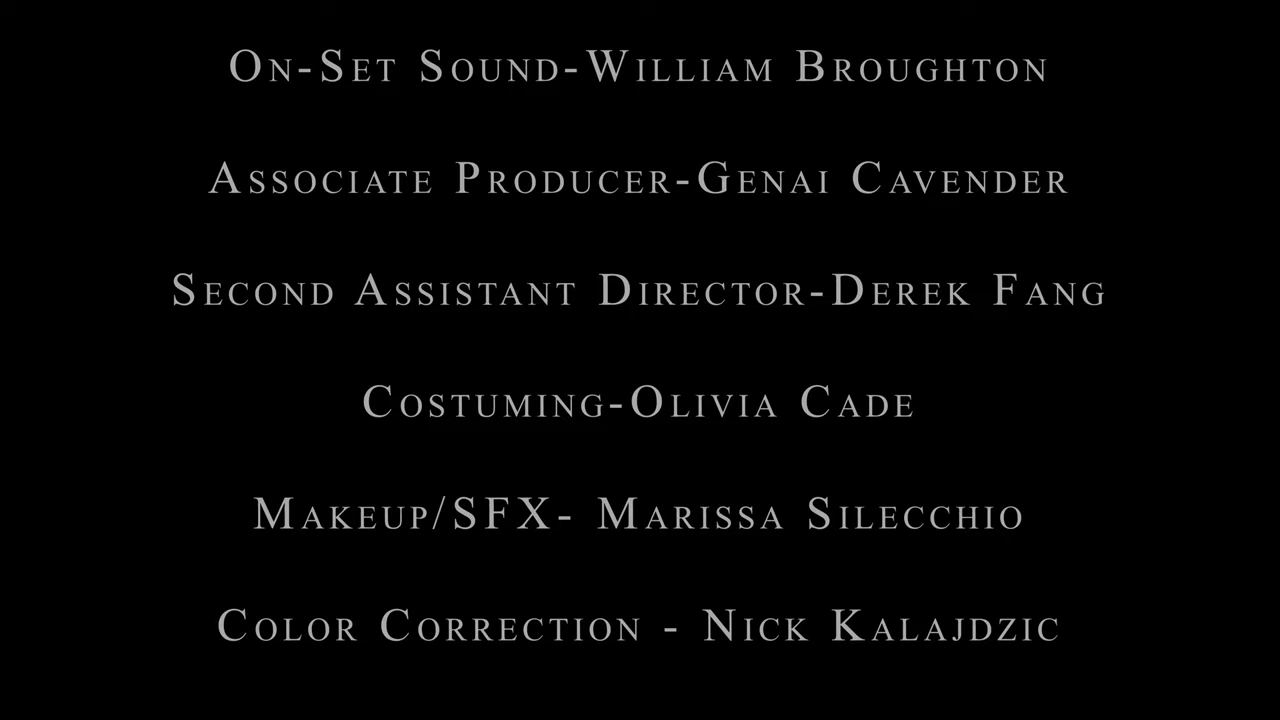 On-Set Sound-William Broughton
Associate Producer-Genai Cavender
Second Assistant Director-Derek Fang
Costuming-Olivia Cade
Makeup/SFX- Marissa Silecchio
Color Correction - Nick Kalajdzic